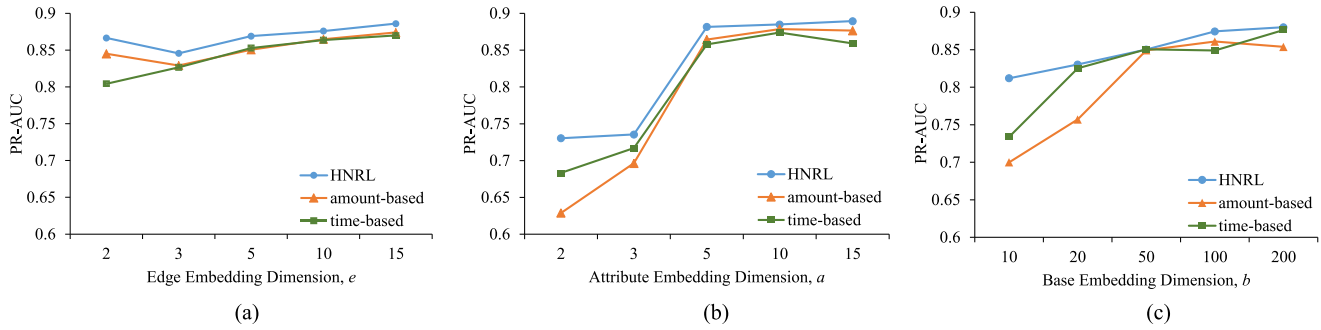 0.9
0.85
0.8
0.75
0.7
0.65
0.6
PR-AUC
HNRL
amount-based
time-based
2 3 5 10 15
Edge Embedding Dimension, e
(a)
0.9
0.85
0.8
0.75
0.7
0.65
0.6
PR-AUC
HNRL
amount-based
time-based
2 3 5 10 15
Attribute Embedding Dimension, a
(b)
0.9
0.85
0.8
0.75
0.7
0.65
0.6
PR-AUC
HNRL
amount-based
time-based
10 20 50 100 200
Base Embedding Dimension, b
(c)